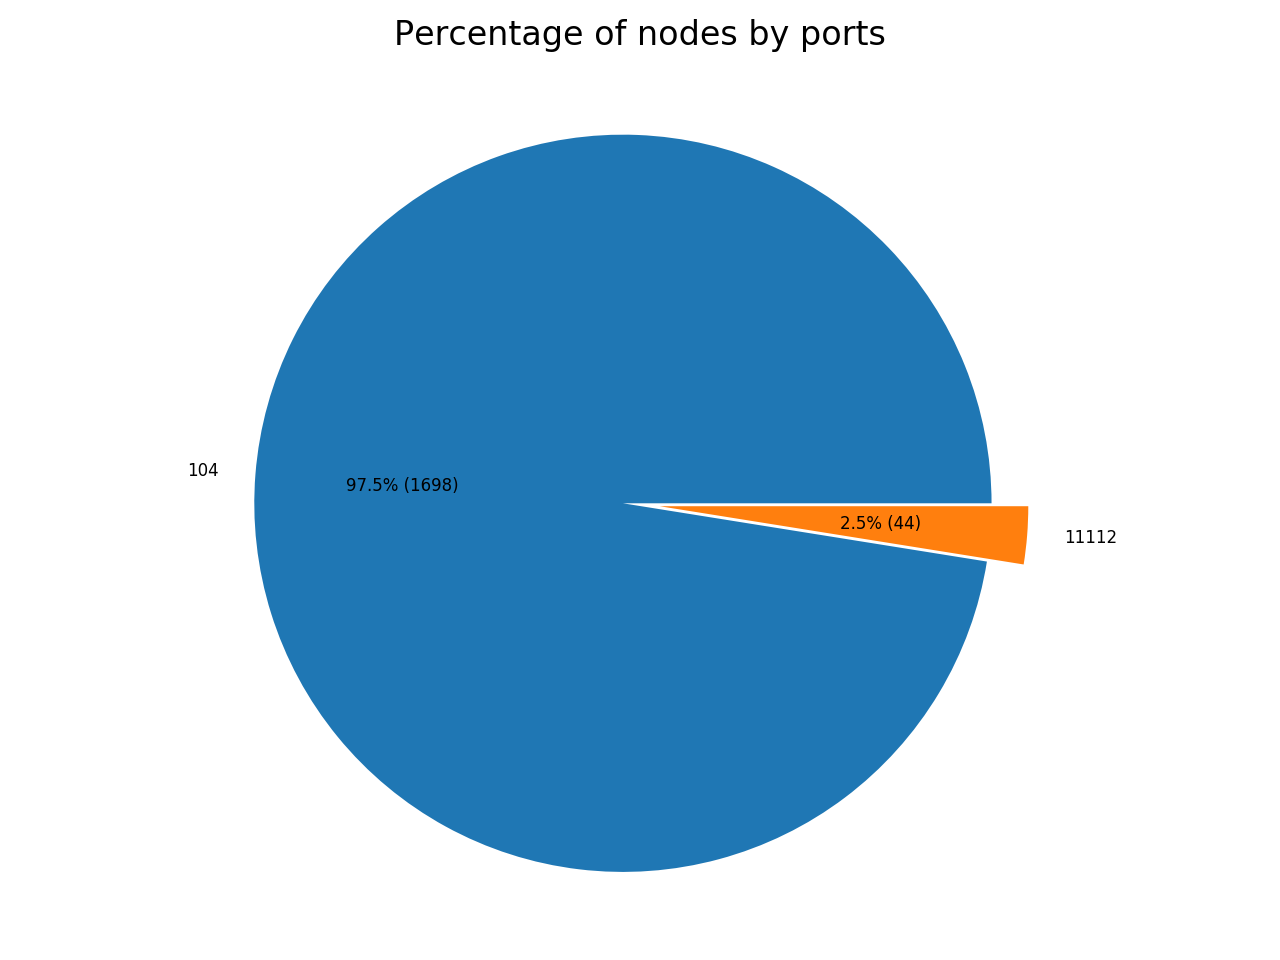 Percentage of nodes by ports
104
97.5% (1698)
2.5% (44)
11112